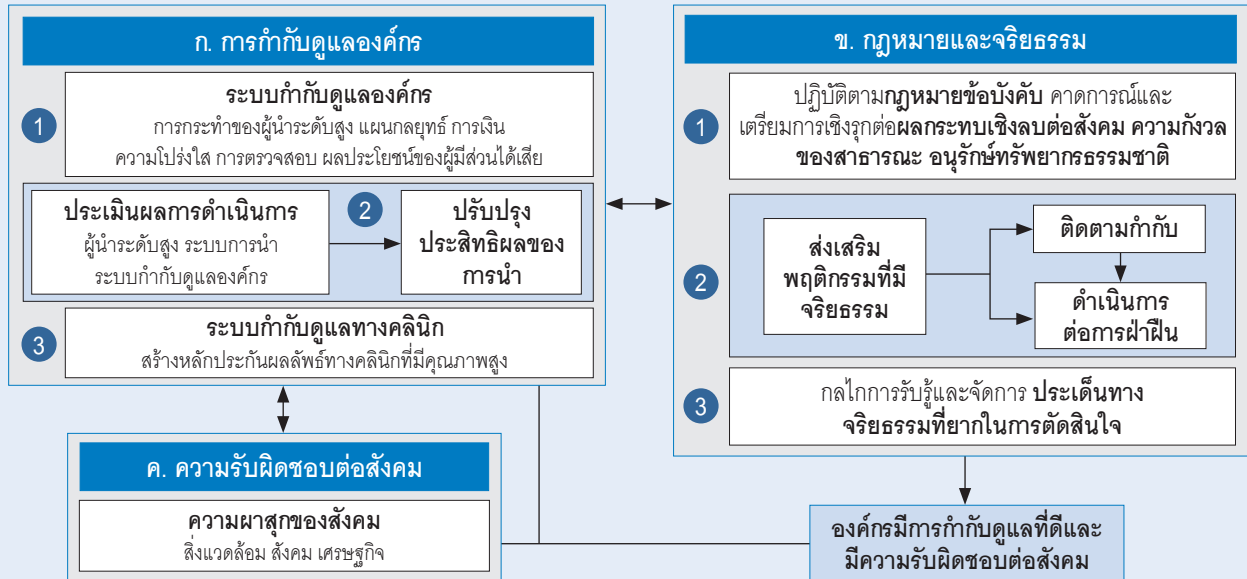 ก. การกำกับดูแลองค์กร
1
ระบบกำกับดูแลองค์กร
การกระทำของผู้นำระดับสูง แผนกลยุทธ์ การเงิน
ความโปร่งใส การตรวจสอบ ผลประโยชน์ของผู้มีส่วนได้เสีย
ประเมินผลการดำเนินการ
ผู้นำระดับสูง ระบบการนำ
ระบบกำกับดูแลองค์กร
2
ปรับปรุง
ประสิทธิผลของ
การนำ
3
ระบบกำกับดูแลทางคลินิก
สร้างหลักประกันผลลัพธ์ทางคลินิกที่มีคุณภาพสูง
ข. กฎหมายและจริยธรรม
1
ปฏิบัติตามกฎหมายข้อบังคับ คาดการณ์และ
เตรียมการเชิงรุกต่อผลกระทบเชิงลบต่อสังคม ความกังวล
ของสาธารณะ อนุรักษ์ทรัพยากรธรรมชาติ
2
ส่งเสริม
พฤติกรรมที่มี
จริยธรรม
ติดตามกำกับ
ดำเนินการ
ต่อการฝ่าฝืน
3
กลไกการรับรู้และจัดการ ประเด็นทาง
จริยธรรมที่ยากในการตัดสินใจ
ค. ความรับผิดชอบต่อสังคม
ความผาสุกของสังคม
สิ่งแวดล้อม สังคม เศรษฐกิจ
องค์กรมีการกำกับดูแลที่ดีและ
มีความรับผิดชอบต่อสังคม